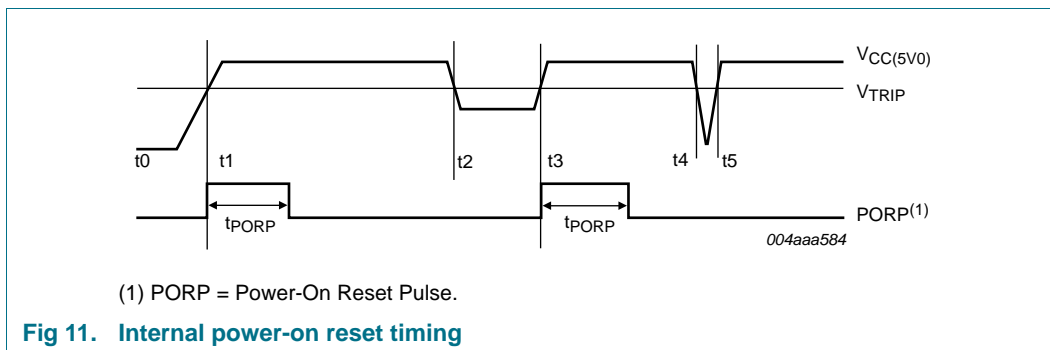 VCC(5V0)
VTRIP
t0 t1 t2 t3 t4 t5
tPORP tPORP PORP(1)
004aaa584
(1) PORP = Power-On Reset Pulse.
Fig 11. Internal power-on reset timing